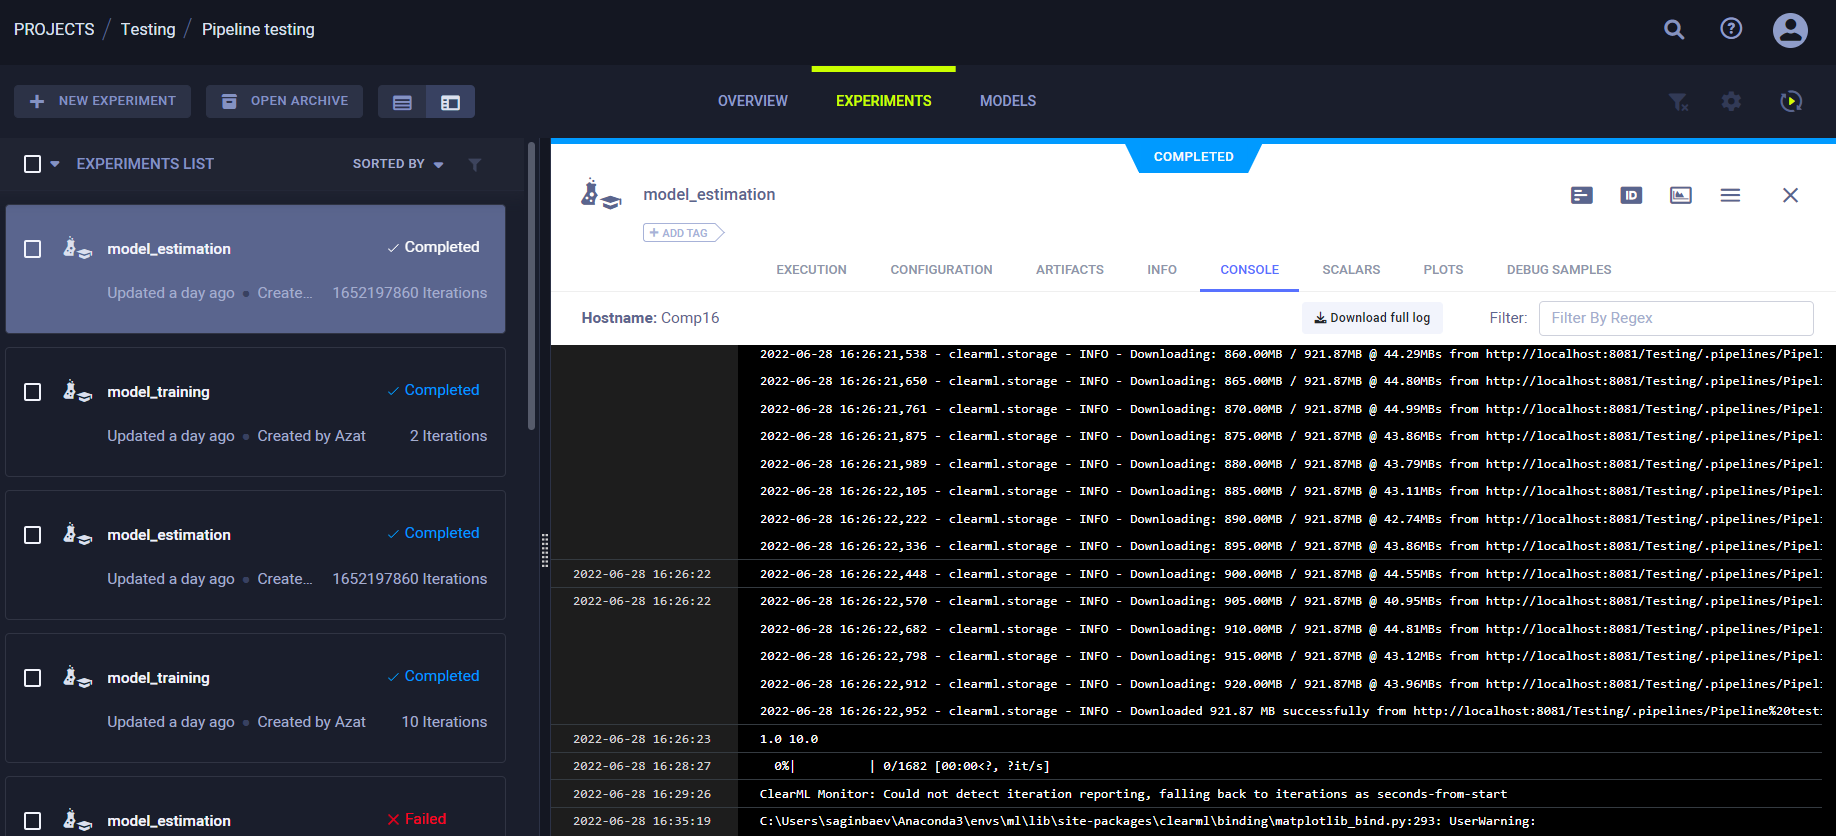 PROJECTS / Testing / Pipeline testing
NEW EXPERIMENT
OPEN ARCHIVE
OVERVIEW
EXPERIMENTS
MODELS
EXPERIMENTS LIST
SORTED BY
model_estimation
Completed
Updated a day ago
Create...
1652197860 Iterations
model_training
Completed
Updated a day ago
Created by Azat
2 Iterations
model_estimation
Completed
Updated a day ago
Create...
1652197860 Iterations
model_training
Completed
Updated a day ago
Created by Azat
10 Iterations
model_estimation
Failed
COMPLETED
model_estimation
ID
+ ADD TAG
EXECUTION
CONFIGURATION
ARTIFACTS
INFO
CONSOLE
SCALARS
PLOTS
DEBUG SAMPLES
Hostname: Comp16
Download full log
Filter:
Filter By Regex
2022-06-28 16:26:21,538 - clearml.storage - INFO - Downloading: 860.00MB / 921.87MB @ 44.29MBs from http://localhost:8081/Testing/.pipelines/Pipel
2022-06-28 16:26:21,650 - clearml.storage - INFO - Downloading: 865.00MB / 921.87MB @ 44.80MBs from http://localhost:8081/Testing/.pipelines/Pipel
2022-06-28 16:26:21,761 - clearml.storage - INFO - Downloading: 870.00MB / 921.87MB @ 44.99MBs from http://localhost:8081/Testing/.pipelines/Pipel
2022-06-28 16:26:21,875 - clearml.storage - INFO - Downloading: 875.00MB / 921.87MB @ 43.86MBs from http://localhost:8081/Testing/.pipelines/Pipel
2022-06-28 16:26:21,989 - clearml.storage - INFO - Downloading: 880.00MB / 921.87MB @ 43.79MBs from http://localhost:8081/Testing/.pipelines/Pipel
2022-06-28 16:26:22,105 - clearml.storage - INFO - Downloading: 885.00MB / 921.87MB @ 43.11MBs from http://localhost:8081/Testing/.pipelines/Pipel
2022-06-28 16:26:22,222 - clearml.storage - INFO - Downloading: 890.00MB / 921.87MB @ 42.74MBs from http://localhost:8081/Testing/.pipelines/Pipel
2022-06-28 16:26:22,336 - clearml.storage - INFO - Downloading: 895.00MB / 921.87MB @ 43.86MBs from http://localhost:8081/Testing/.pipelines/Pipel
2022-06-28 16:26:22 2022-06-28 16:26:22,448 - clearml.storage - INFO - Downloading: 900.00MB / 921.87MB @ 44.55MBs from http://localhost:8081/Testing/.pipelines/Pipel
2022-06-28 16:26:22 2022-06-28 16:26:22,570 - clearml.storage - INFO - Downloading: 905.00MB / 921.87MB @ 40.95MBs from http://localhost:8081/Testing/.pipelines/Pipel
2022-06-28 16:26:22,682 - clearml.storage - INFO - Downloading: 910.00MB / 921.87MB @ 44.81MBs from http://localhost:8081/Testing/.pipelines/Pipel
2022-06-28 16:26:22,798 - clearml.storage - INFO - Downloading: 915.00MB / 921.87MB @ 43.12MBs from http://localhost:8081/Testing/.pipelines/Pipel
2022-06-28 16:26:22,912 - clearml.storage - INFO - Downloading: 920.00MB / 921.87MB @ 43.96MBs from http://localhost:8081/Testing/.pipelines/Pipel
2022-06-28 16:26:22,952 - clearml.storage - INFO - Downloaded 921.87 MB successfully from http://localhost:8081/Testing/.pipelines/Pipeline%20testi
2022-06-28 16:26:23 1.0 10.0
2022-06-28 16:28:27 0%| | 0/1682 [00:00<?, ?it/s]
2022-06-28 16:29:26 ClearML Monitor: Could not detect iteration reporting, falling back to iterations as seconds-from-start
2022-06-28 16:35:19 C:\Users\saginbaev\Anaconda3\envs\ml\lib\site-packages\clearml\binding\matplotlib_bind.py:293: UserWarning: